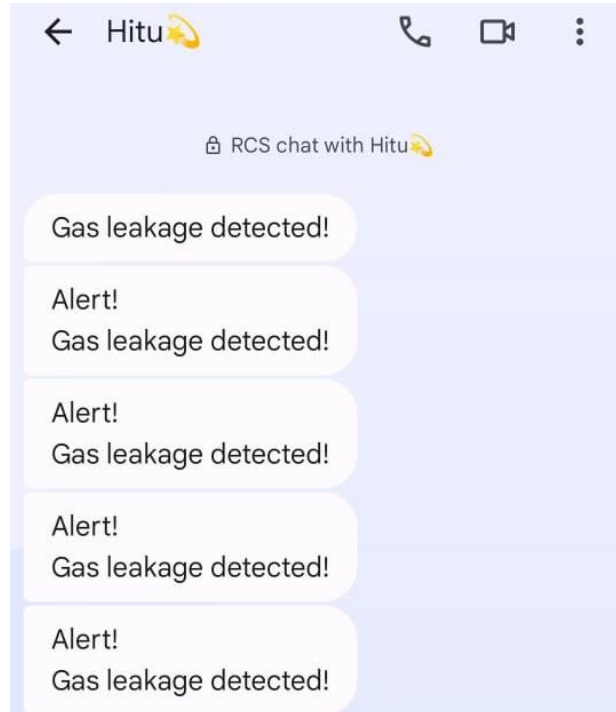 Hitu💫
RCS chat with Hitu💫
Gas leakage detected!
Alert!
Gas leakage detected!
Alert!
Gas leakage detected!
Alert!
Gas leakage detected!
Alert!
Gas leakage detected!